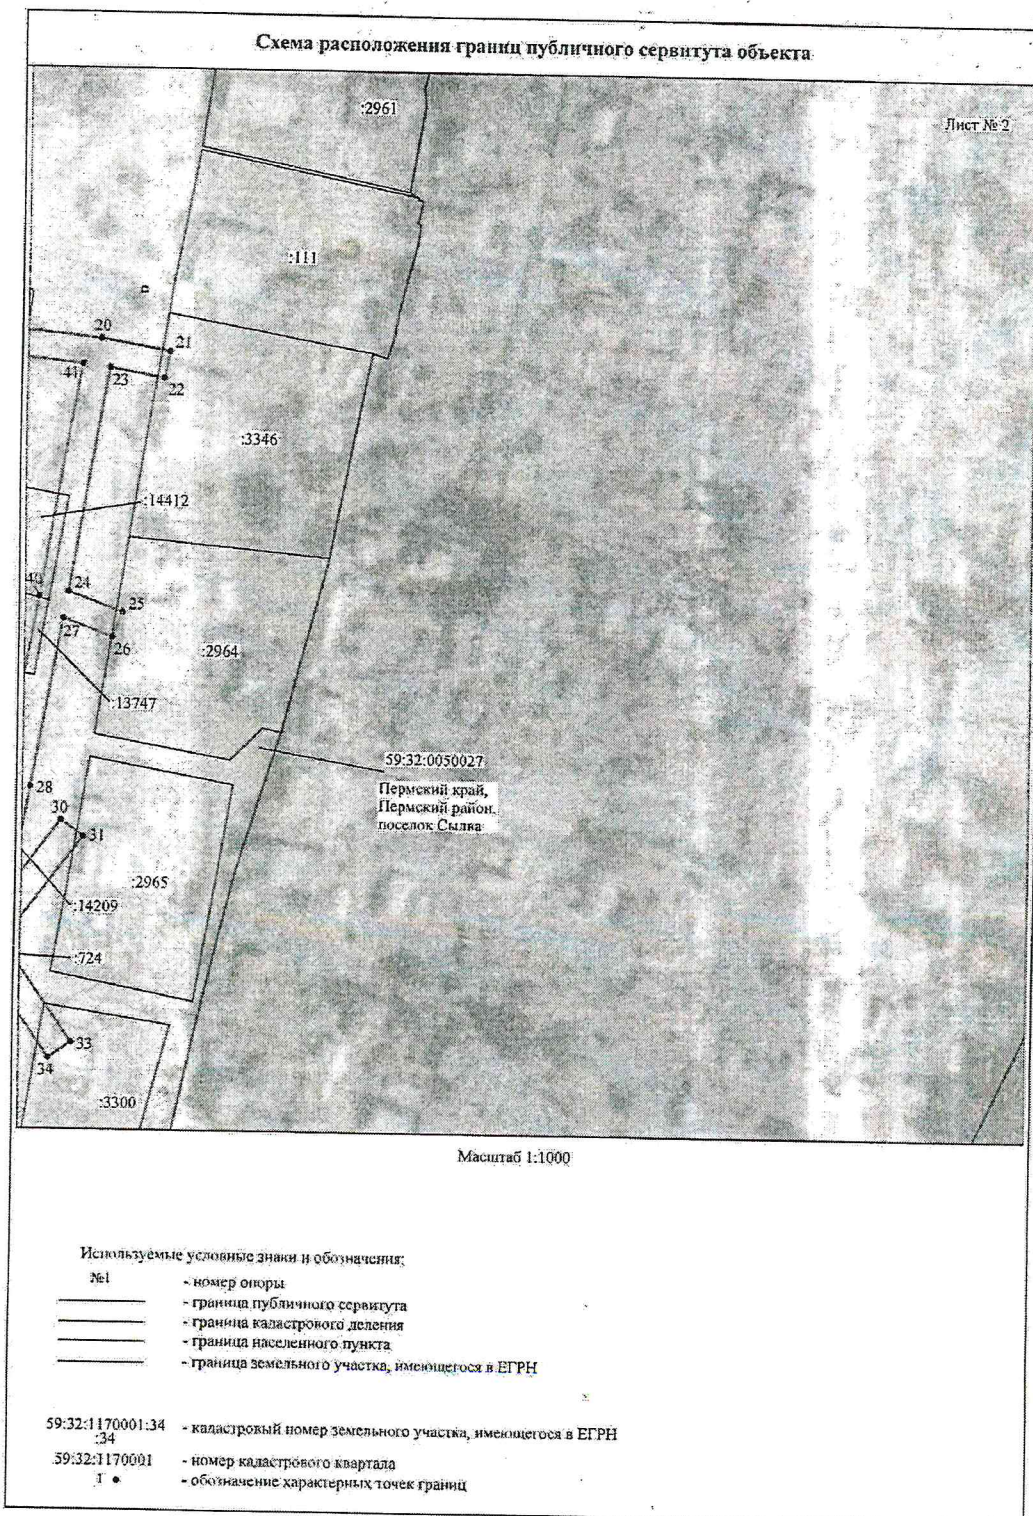 Схема расположения границ публичного сервитута объекта
Лист № 2
:2961
:111
20
21
41
23
22
:3346
:14412
40
24
25
27
26
:2964
:13747
59:32:0050027
Пермский край,
Пермский район,
поселок Сылва
28
30
31
:2965
:14209
:724
33
34
:3300
Масштаб 1:1000
Используемые условные знаки и обозначения:
№1 - номер опоры
- граница публичного сервитута
- граница кадастрового деления
- граница населенного пункта
- граница земельного участка, имеющегося в ЕГРН
59:32:1170001:34 - кадастровый номер земельного участка, имеющегося в ЕГРН
:34
59:32:1170001 - номер кадастрового квартала
1 - обозначение характерных точек границ